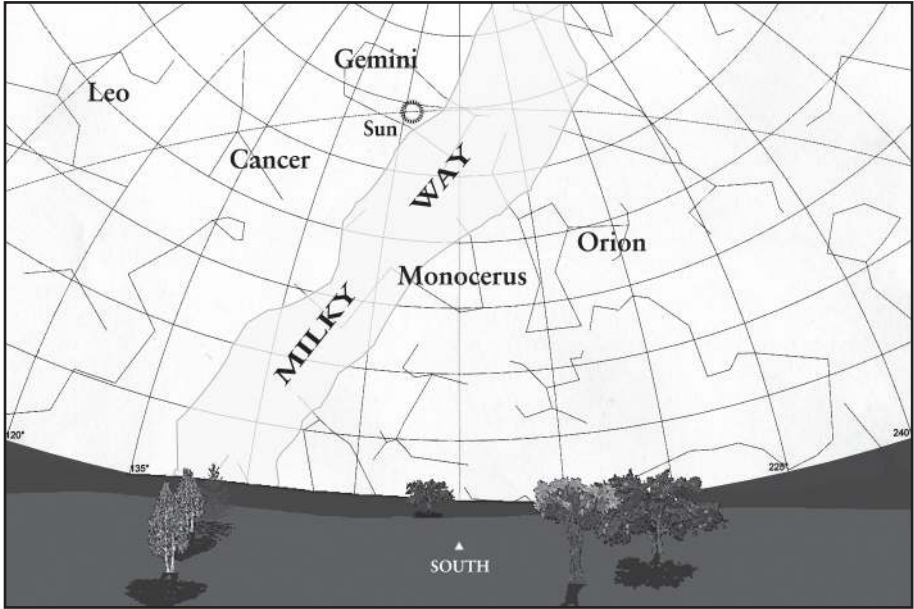 Gemini
Leo
Sun
Cancer
WAY
Orion
Monocerus
MILKY
120°
240°
135°
225°
SOUTH